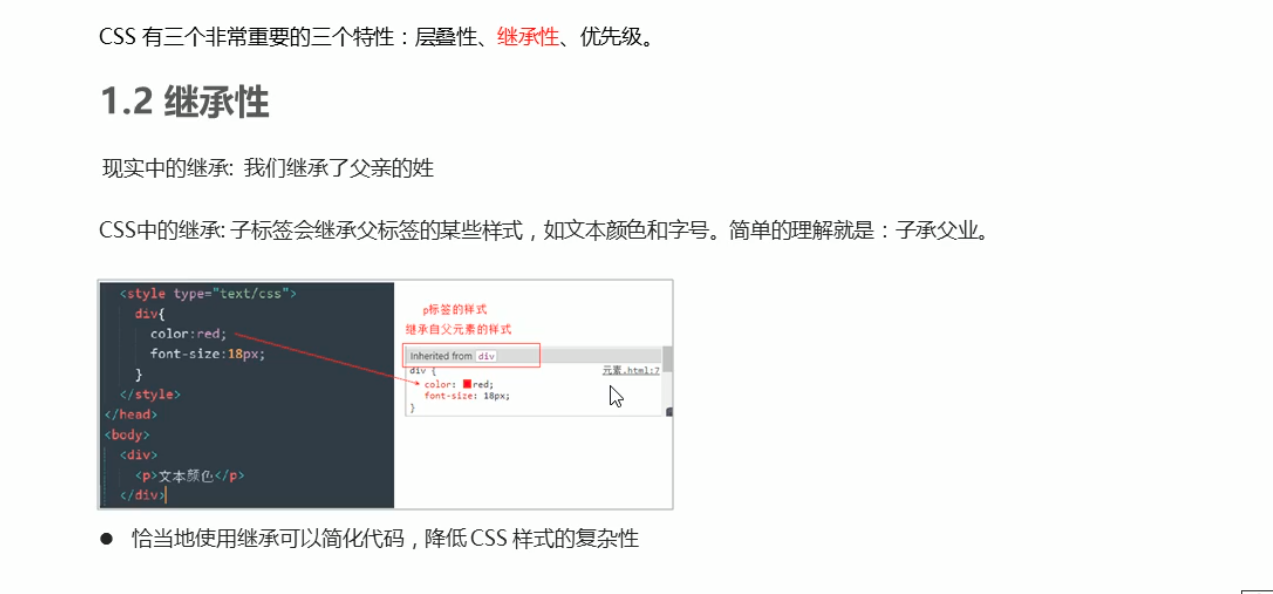 CSS 有三个非常重要的三个特性：层叠性、继承性、优先级。
1.2 继承性
现实中的继承: 我们继承了父亲的姓
CSS中的继承: 子标签会继承父标签的某些样式，如文本颜色和字号。简单的理解就是：子承父业。
<style type="text/css">
div{
color:red;
font-size:18px;
}
</style>
</head>
<body>
<div>
<p>文本颜色</p>
</div>
p标签的样式
继承自父元素的样式
Inherited from div
div {
元素.html:7
color: red;
font-size: 18px;
}
● 恰当地使用继承可以简化代码，降低 CSS 样式的复杂性